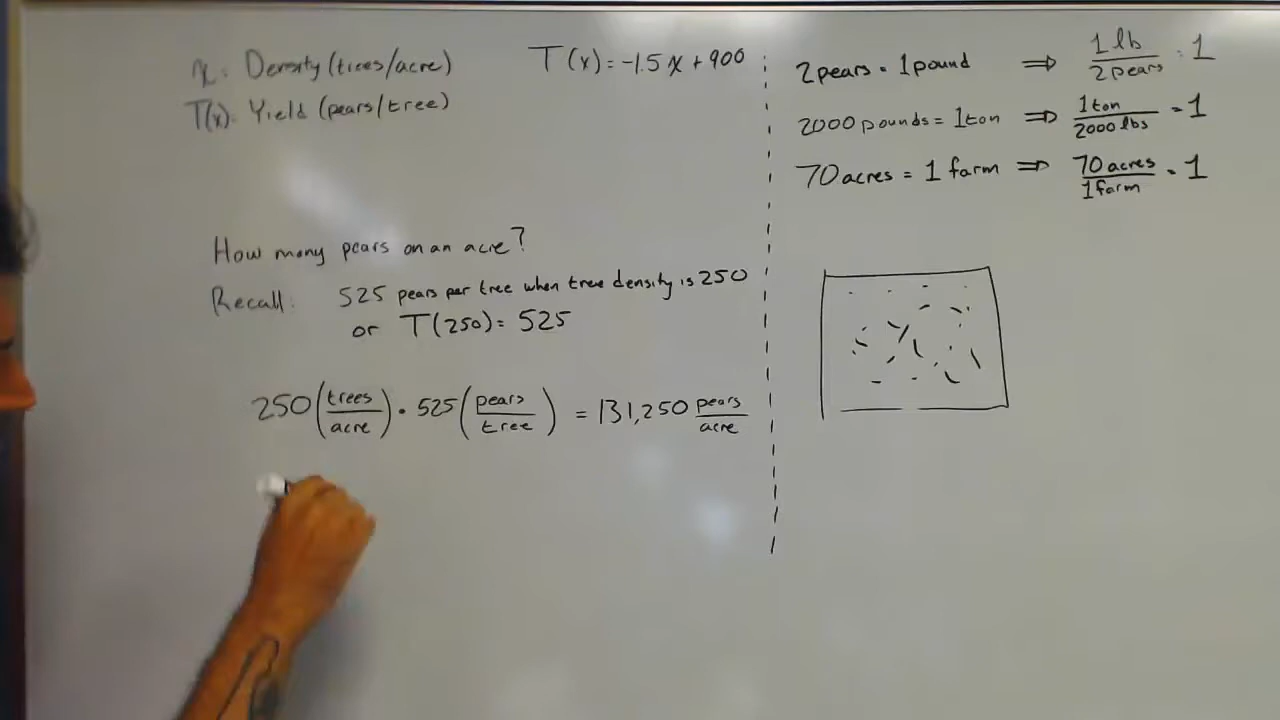 x: Density (trees/acre)
T(x): Yield (pears/tree)
T(x) = -1.5x + 900
How many pears on an acre?
Recall: 525 pears per tree when tree density is 250
or T(250) = 525
250 (trees/acre) · 525 (pears/tree) = 131,250 pears/acre
2 pears = 1 pound ⇒ 1 lb/2 pears = 1
2000 pounds = 1 ton ⇒ 1 ton/2000 lbs = 1
70 acres = 1 farm ⇒ 70 acres/1 farm = 1